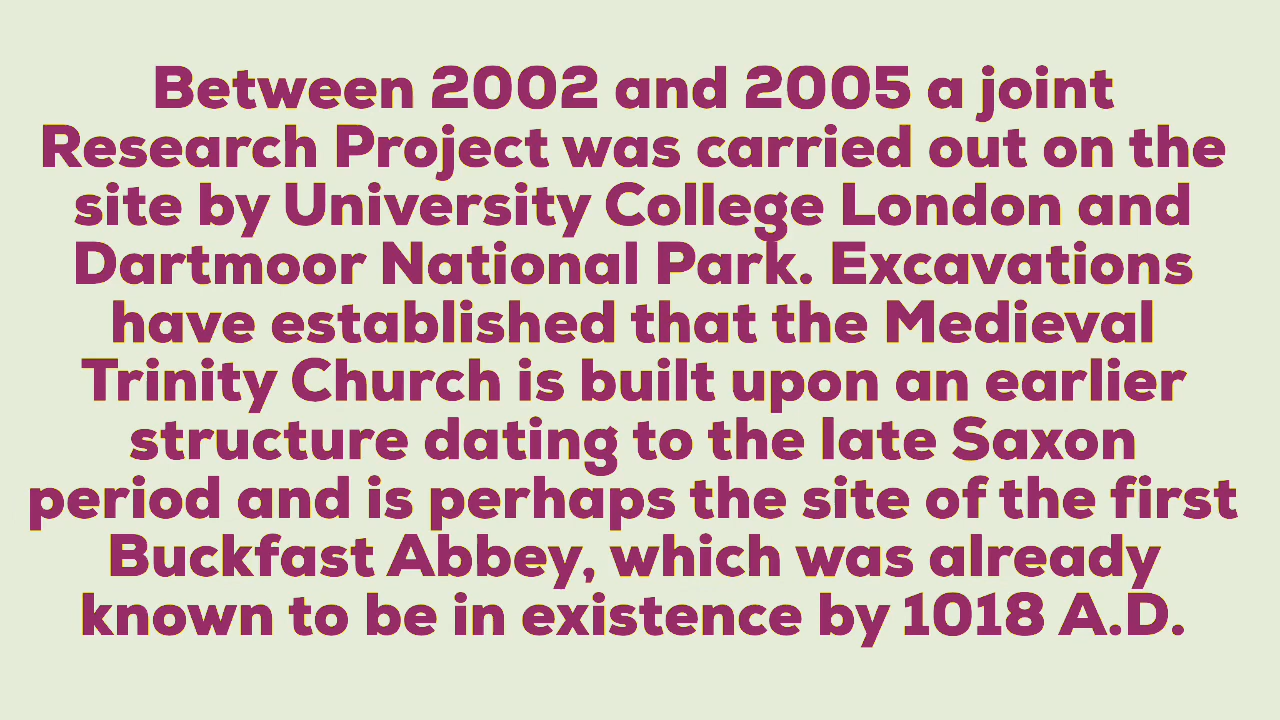 Between 2002 and 2005 a joint
Research Project was carried out on the
site by University College London and
Dartmoor National Park. Excavations
have established that the Medieval
Trinity Church is built upon an earlier
structure dating to the late Saxon
period and is perhaps the site of the first
Buckfast Abbey, which was already
known to be in existence by 1018 A.D.